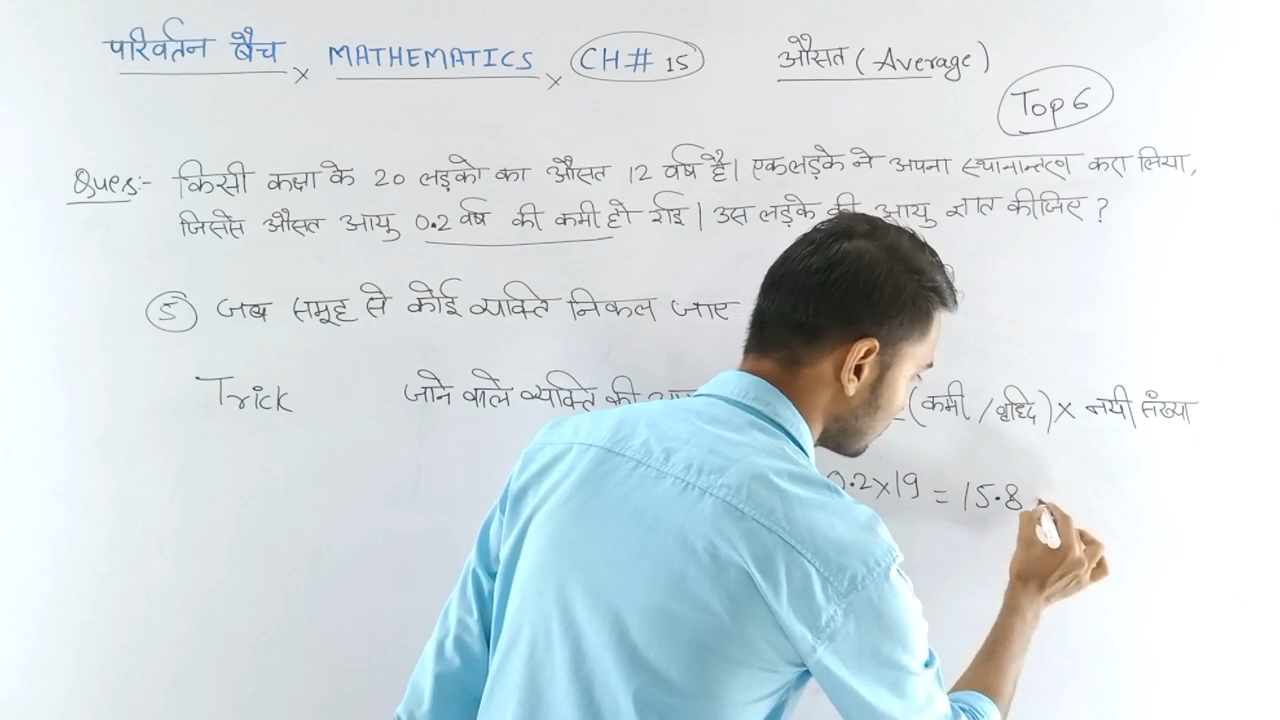 परिवर्तन बैच × MATHEMATICS × CH# 15 औसत (Average)
Top 6
Ques:- किसी कक्षा के 20 लड़को का औसत 12 वर्ष है। एक लड़के ने अपना स्थानान्तरण करा लिया,
जिससे औसत आयु 0.2 वर्ष की कमी हो गई। उस लड़के की आयु ज्ञात कीजिए?
5 जब समूह से कोई व्यक्ति निकल जाए
Trick जाने वाले व्यक्ति की (कमी / वृध्दि) × नयी संख्या
0.2×19 = 15.8